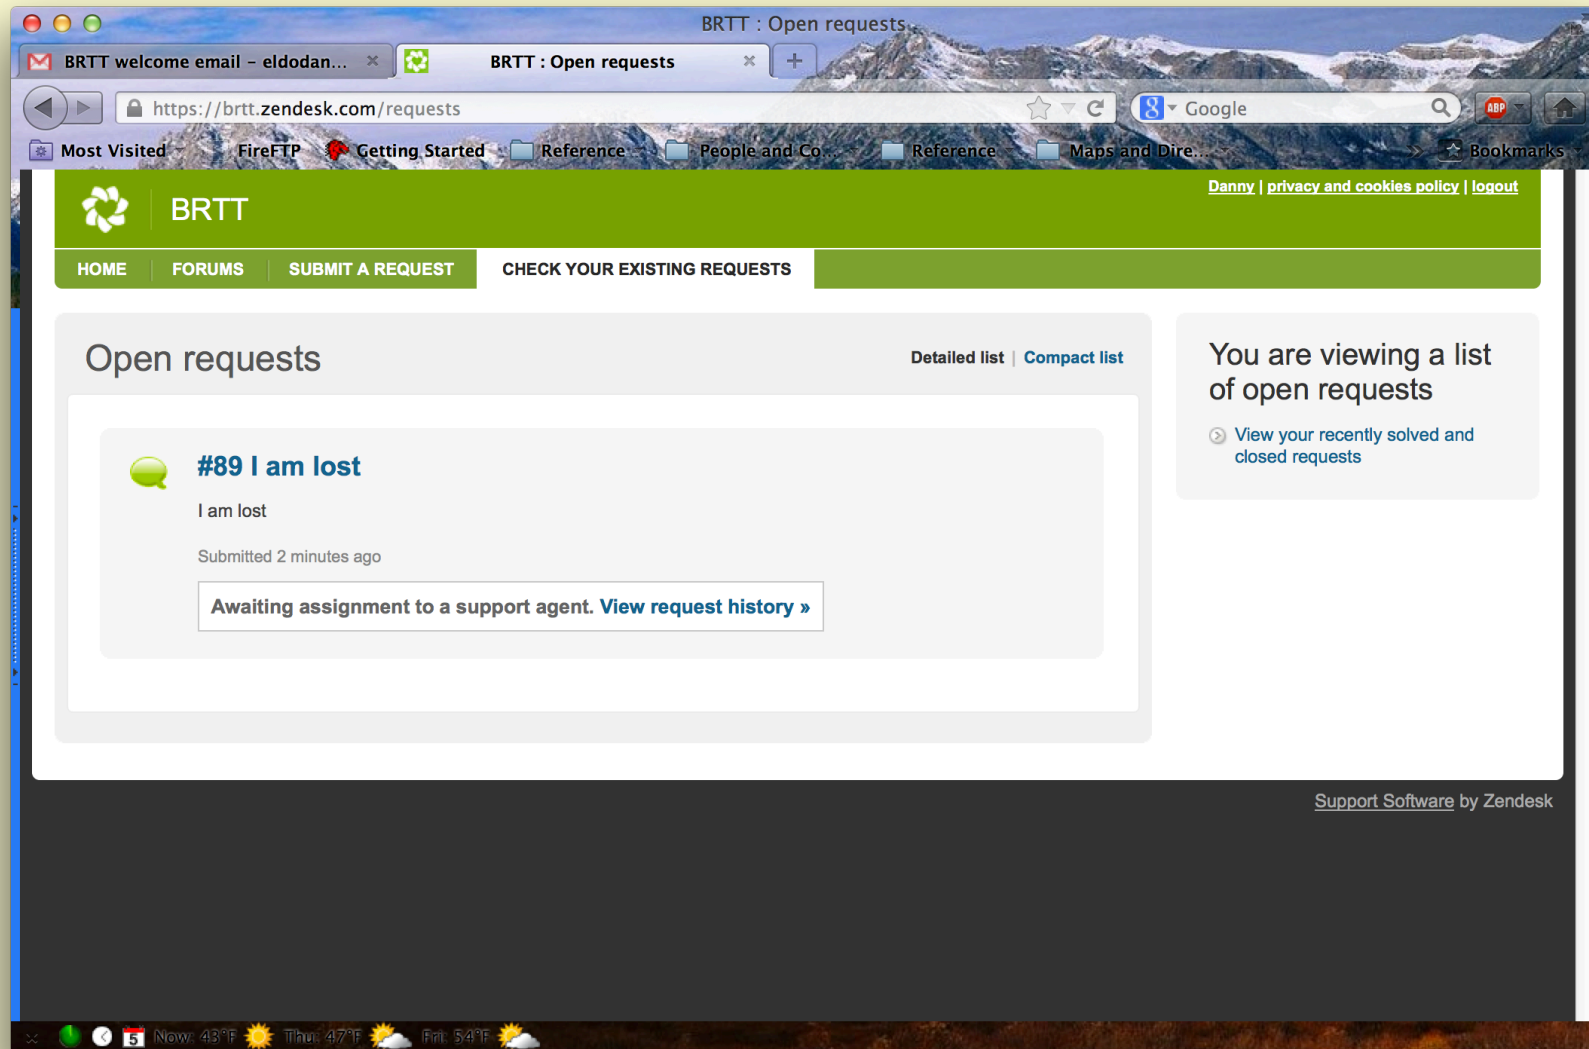 BRTT : Open requests
BRTT welcome email – eldodan... ×
BRTT : Open requests ×
https://brtt.zendesk.com/requests
8 Google
ABP
Most Visited FireFTP Getting Started Reference People and Co... Reference Maps and Dire... » Bookmarks
Danny | privacy and cookies policy | logout
BRTT
HOME FORUMS SUBMIT A REQUEST CHECK YOUR EXISTING REQUESTS
Open requests
Detailed list | Compact list
#89 I am lost
I am lost
Submitted 2 minutes ago
Awaiting assignment to a support agent. View request history »
You are viewing a list
of open requests
View your recently solved and
closed requests
Support Software by Zendesk
5 Now: 43°F Thu: 47°F Fri: 54°F